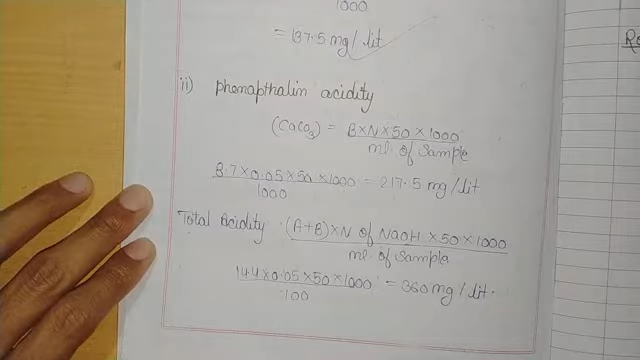 1000
= 137.5 mg/lit
ii) phenapthalin acidity
(CaCO3) = B×N×50×1000
ml. of Sample
8.7×0.05×50×1000 = 217.5 mg/lit
1000
Total Acidity (A+B)×N of NaOH ×50×1000
ml. of Sample
14.4×0.05×50×1000 = 360 mg/lit.
100